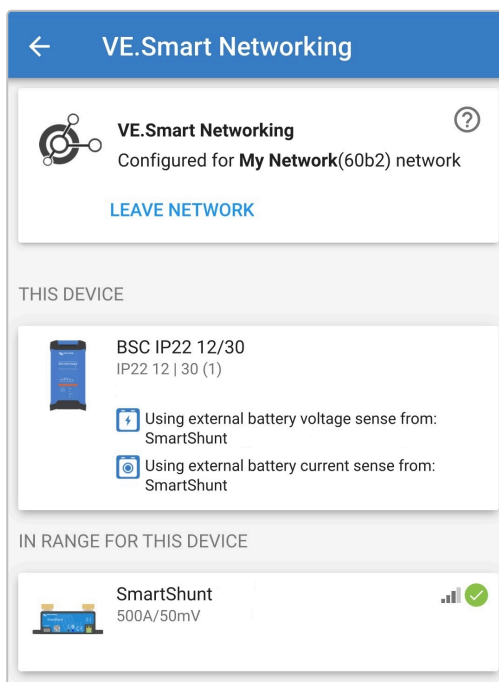 VE.Smart Networking
VE.Smart Networking
Configured for My Network(60b2) network
LEAVE NETWORK
THIS DEVICE
BSC IP22 12/30
IP22 12 | 30 (1)
Using external battery voltage sense from:
SmartShunt
Using external battery current sense from:
SmartShunt
IN RANGE FOR THIS DEVICE
SmartShunt
500A/50mV